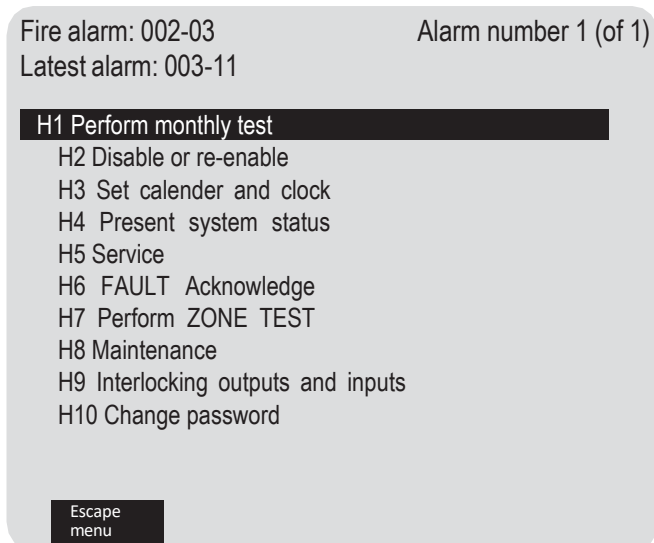 Fire alarm: 002-03 Alarm number 1 (of 1)
Latest alarm: 003-11
H1 Perform monthly test
H2 Disable or re-enable
H3 Set calender and clock
H4 Present system status
H5 Service
H6 FAULT Acknowledge
H7 Perform ZONE TEST
H8 Maintenance
H9 Interlocking outputs and inputs
H10 Change password
Escape
menu